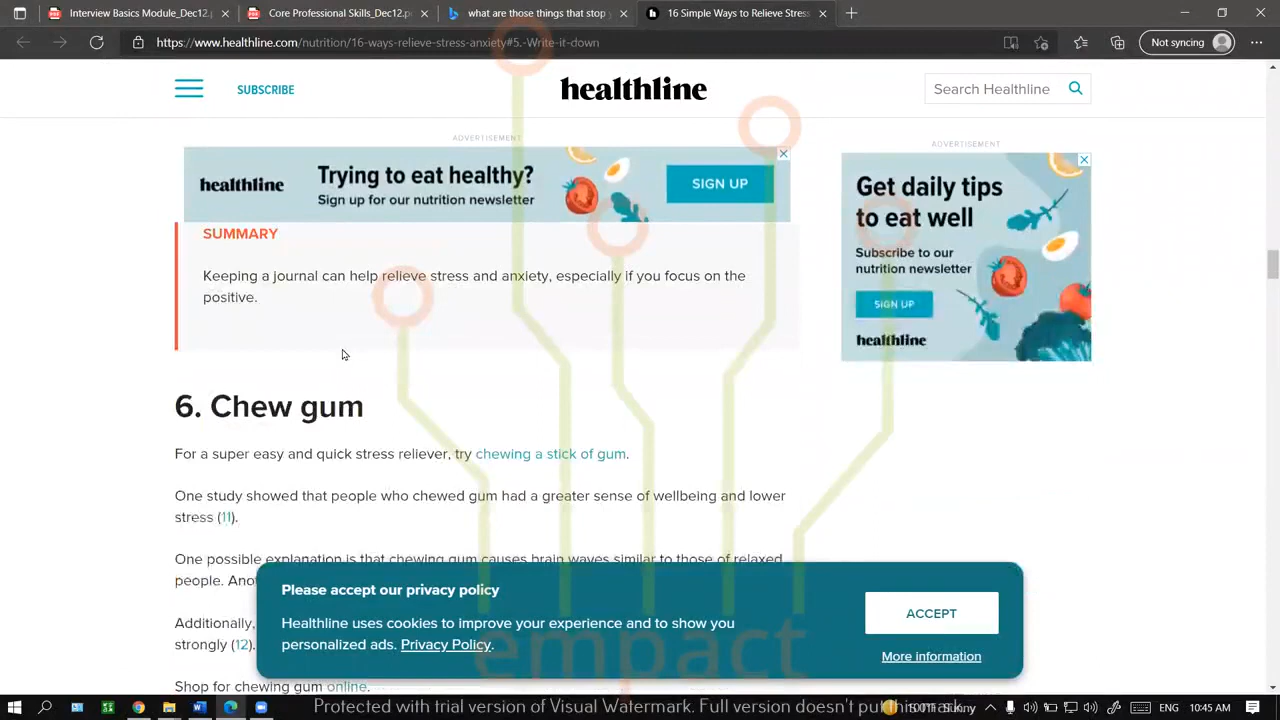 Interview Basics Module_Dec12.p
Core Professional Skills_Dec12.pc
what are those things that stop y
16 Simple Ways to Relieve Stress
https://www.healthline.com/nutrition/16-ways-relieve-stress-anxiety#5.-Write-it-down
Not syncing
SUBSCRIBE
healthline
Search Healthline
ADVERTISEMENT
healthline
Trying to eat healthy?
Sign up for our nutrition newsletter
SIGN UP
ADVERTISEMENT
Get daily tips
to eat well
Subscribe to our
nutrition newsletter
SIGN UP
healthline
SUMMARY
Keeping a journal can help relieve stress and anxiety, especially if you focus on the
positive.
6. Chew gum
For a super easy and quick stress reliever, try chewing a stick of gum.
One study showed that people who chewed gum had a greater sense of wellbeing and lower
stress (11).
One possible explanation is that chewing gum causes brain waves similar to those of relaxed
people. Ano
Additionally,
strongly (12).
Shop for chewing gum online.
Please accept our privacy policy
Healthline uses cookies to improve your experience and to show you
personalized ads. Privacy Policy.
ACCEPT
More information
empact
Protected with trial version of Visual Watermark. Full version doesn't put this mark.
Sunny
10:45 AM